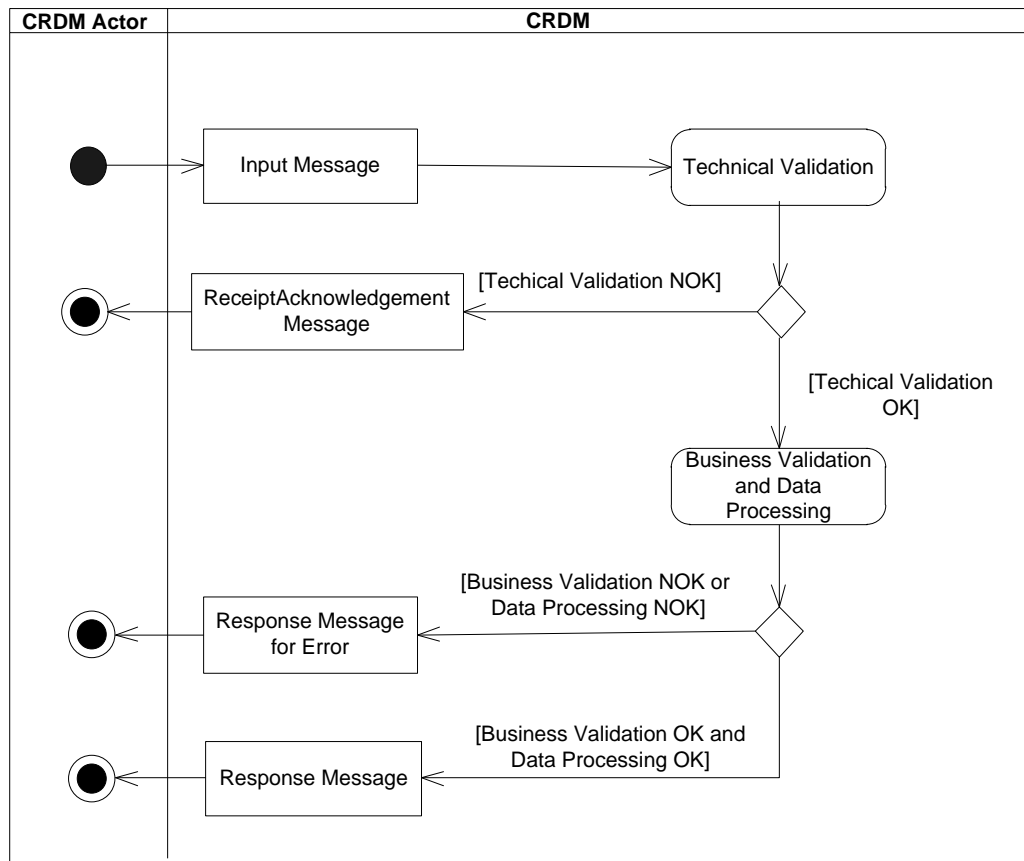 CRDM Actor
CRDM
Input Message
Technical Validation
[Techical Validation NOK]
ReceiptAcknowledgement
Message
[Techical Validation
OK]
Business Validation
and Data
Processing
[Business Validation NOK or
Data Processing NOK]
Response Message
for Error
[Business Validation OK and
Data Processing OK]
Response Message